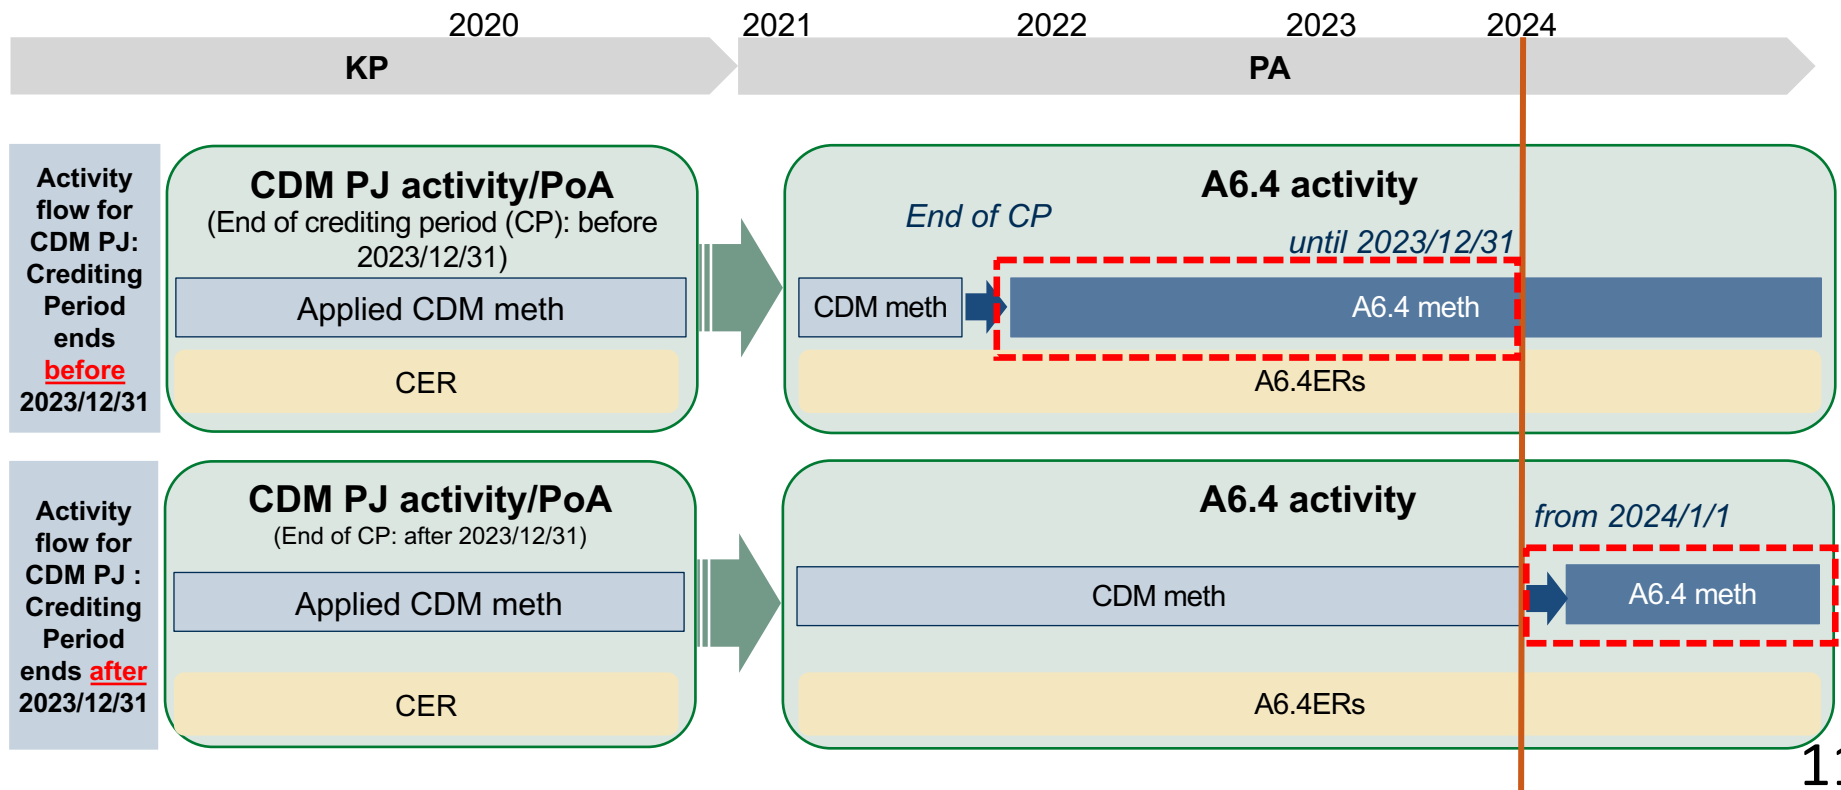 2020
2021
2022
2023
2024
KP
PA
Activity
flow for
CDM PJ:
Crediting
Period
ends
before
2023/12/31
CDM PJ activity/PoA
(End of crediting period (CP): before
2023/12/31)
Applied CDM meth
CER
A6.4 activity
End of CP
until 2023/12/31
CDM meth
A6.4 meth
A6.4ERs
Activity
flow for
CDM PJ :
Crediting
Period
ends after
2023/12/31
CDM PJ activity/PoA
(End of CP: after 2023/12/31)
Applied CDM meth
CER
A6.4 activity
from 2024/1/1
CDM meth
A6.4 meth
A6.4ERs
11